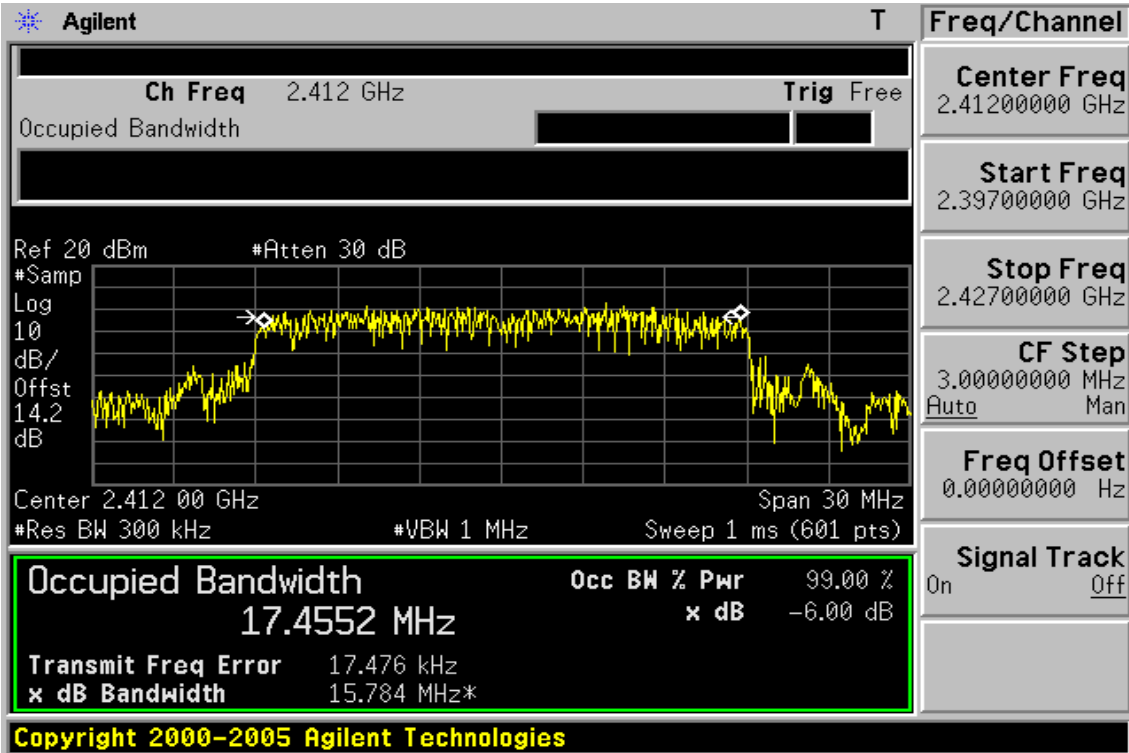 Agilent T
Freq/Channel
Ch Freq 2.412 GHz Trig Free
Occupied Bandwidth
Center Freq
2.41200000 GHz
Start Freq
2.39700000 GHz
Stop Freq
2.42700000 GHz
CF Step
3.00000000 MHz
Auto Man
Freq Offset
0.00000000 Hz
Signal Track
On Off
Ref 20 dBm #Atten 30 dB
#Samp
Log
10
dB/
Offst
14.2
dB
Center 2.412 00 GHz Span 30 MHz
#Res BW 300 kHz #VBW 1 MHz Sweep 1 ms (601 pts)
Occupied Bandwidth Occ BW % Pwr 99.00 %
17.4552 MHz x dB -6.00 dB
Transmit Freq Error 17.476 kHz
x dB Bandwidth 15.784 MHz*
Copyright 2000-2005 Agilent Technologies